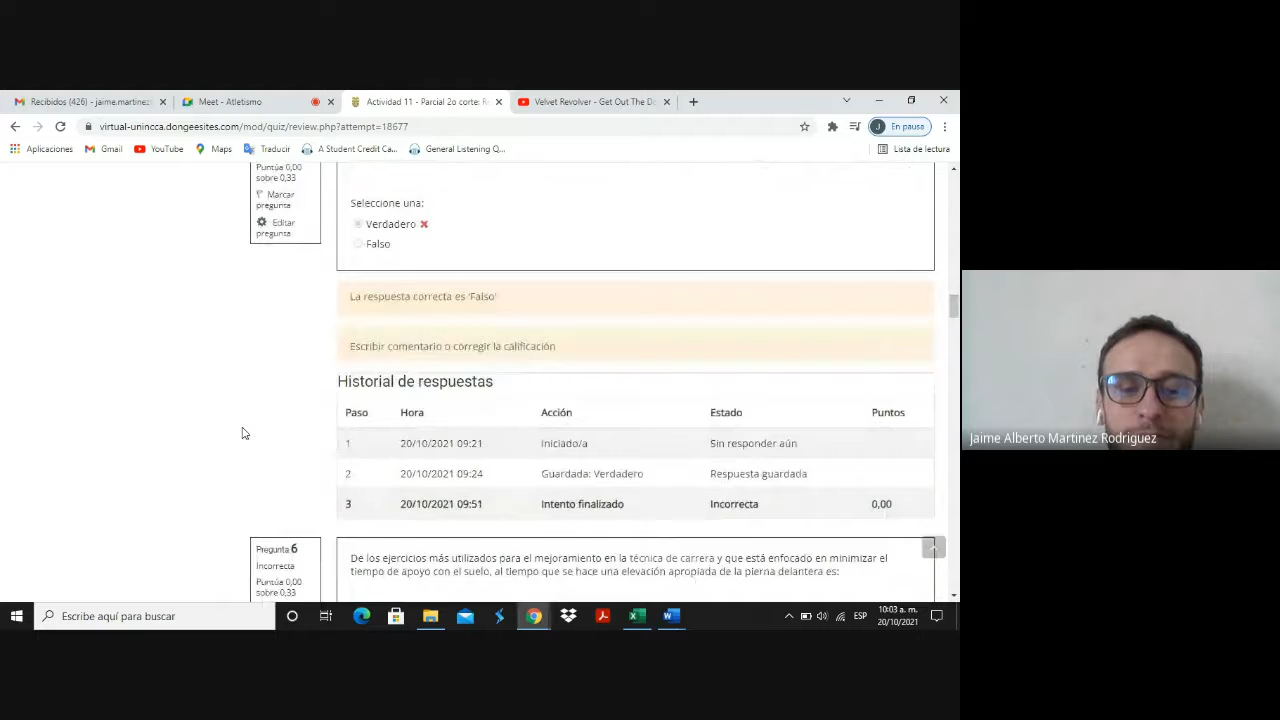 Recibidos (426) - jaime.martinez
Meet - Atletismo
Actividad 11 - Parcial 2o corte: R
Velvet Revolver - Get Out The D
virtual-unincca.dongeesites.com/mod/quiz/review.php?attempt=18677
J En pausa
Aplicaciones
Gmail
YouTube
Maps
Traducir
A Student Credit Ca...
General Listening Q...
Lista de lectura
Puntúa 0,00
sobre 0,33
Marcar
pregunta
Editar
pregunta
Seleccione una:
Verdadero
Falso
La respuesta correcta es 'Falso'
Escribir comentario o corregir la calificación
Historial de respuestas
Paso Hora Acción Estado Puntos
1 20/10/2021 09:21 Iniciado/a Sin responder aún
2 20/10/2021 09:24 Guardada: Verdadero Respuesta guardada
3 20/10/2021 09:51 Intento finalizado Incorrecta 0,00
Pregunta 6
Incorrecta
Puntúa 0,00
sobre 0,33
De los ejercicios más utilizados para el mejoramiento en la técnica de carrera y que está enfocado en minimizar el
tiempo de apoyo con el suelo, al tiempo que se hace una elevación apropiada de la pierna delantera es:
Escribe aquí para buscar
ESP
10:03 a. m.
20/10/2021
Jaime Alberto Martinez Rodriguez